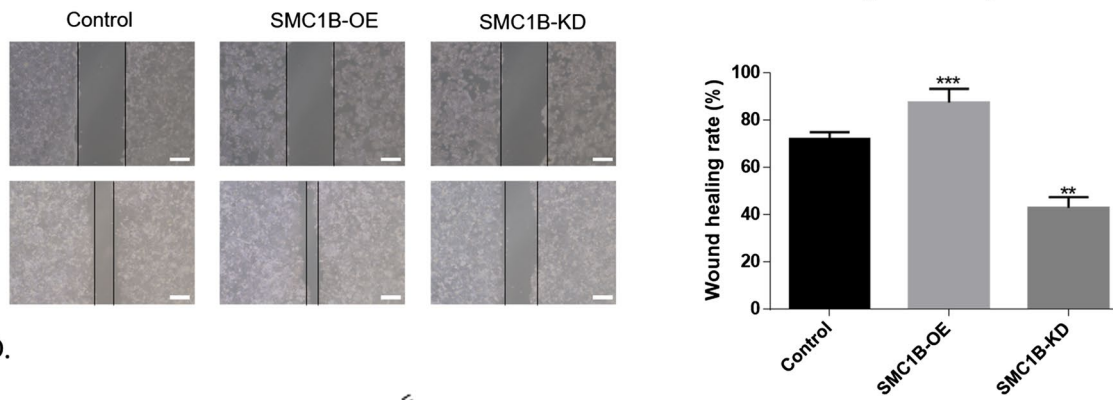 Control SMC1B-OE SMC1B-KD
Wound healing rate (%)
100
80
60
40
20
0
***
**
Control
SMC1B-OE
SMC1B-KD